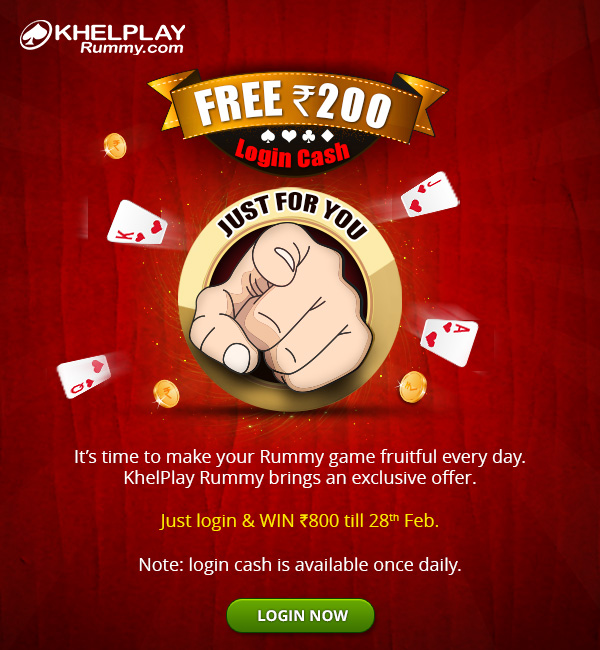 KHELPLAY
Rummy.com
FREE ₹200
Login Cash
JUST FOR YOU
J
K
A
Q
It's time to make your Rummy game fruitful every day.
KhelPlay Rummy brings an exclusive offer.
Just login & WIN ₹800 till 28th Feb.
Note: login cash is available once daily.
LOGIN NOW